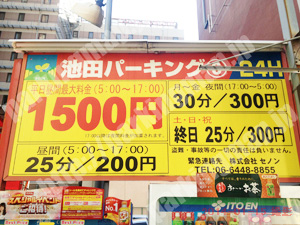 池田パーキング 24H
平日昼間最大料金(5:00～17:00)
1500円
昼間(5:00～17:00)
25分/200円
月～金 夜間(17:00～5:00)
30分/300円
土・日・祝
終日 25分/300円
盗難・事故等の一切の責任は負いません。
緊急連絡先 株式会社 セノン
TEL:06-6448-8855
お茶
ITO EN